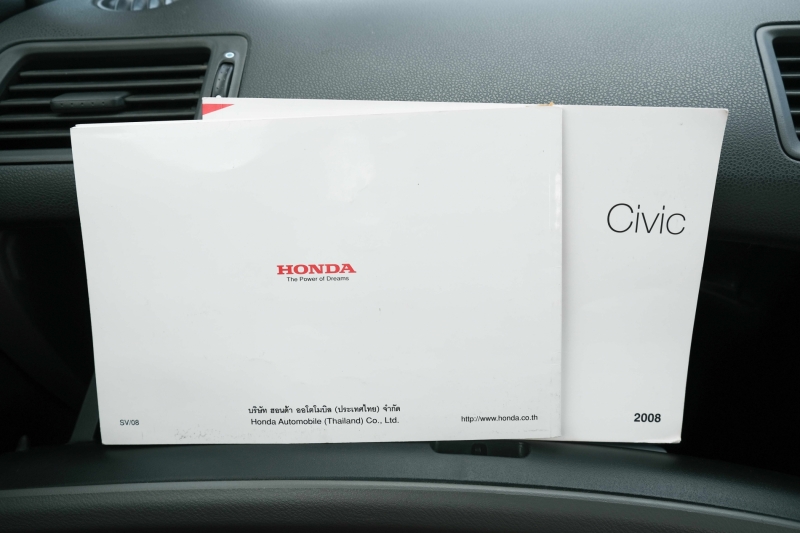 Civic
HONDA
The Power of Dreams
บริษัท ฮอนด้า ออโตโมบิล (ประเทศไทย) จำกัด
SV/08
Honda Automobile (Thailand) Co., Ltd.
http://www.honda.co.th
2008